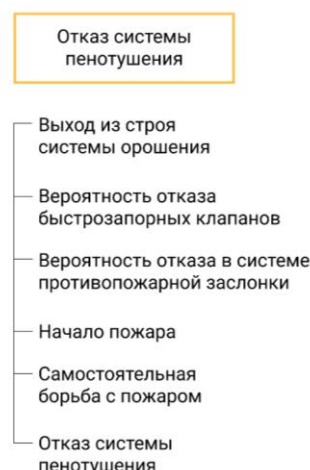 Отказ системы
пенотушения
Выход из строя
системы орошения
Вероятность отказа
быстрозапорных клапанов
Вероятность отказа в системе
противопожарной заслонки
Начало пожара
Самостоятельная
борьба с пожаром
Отказ системы
пенотушения